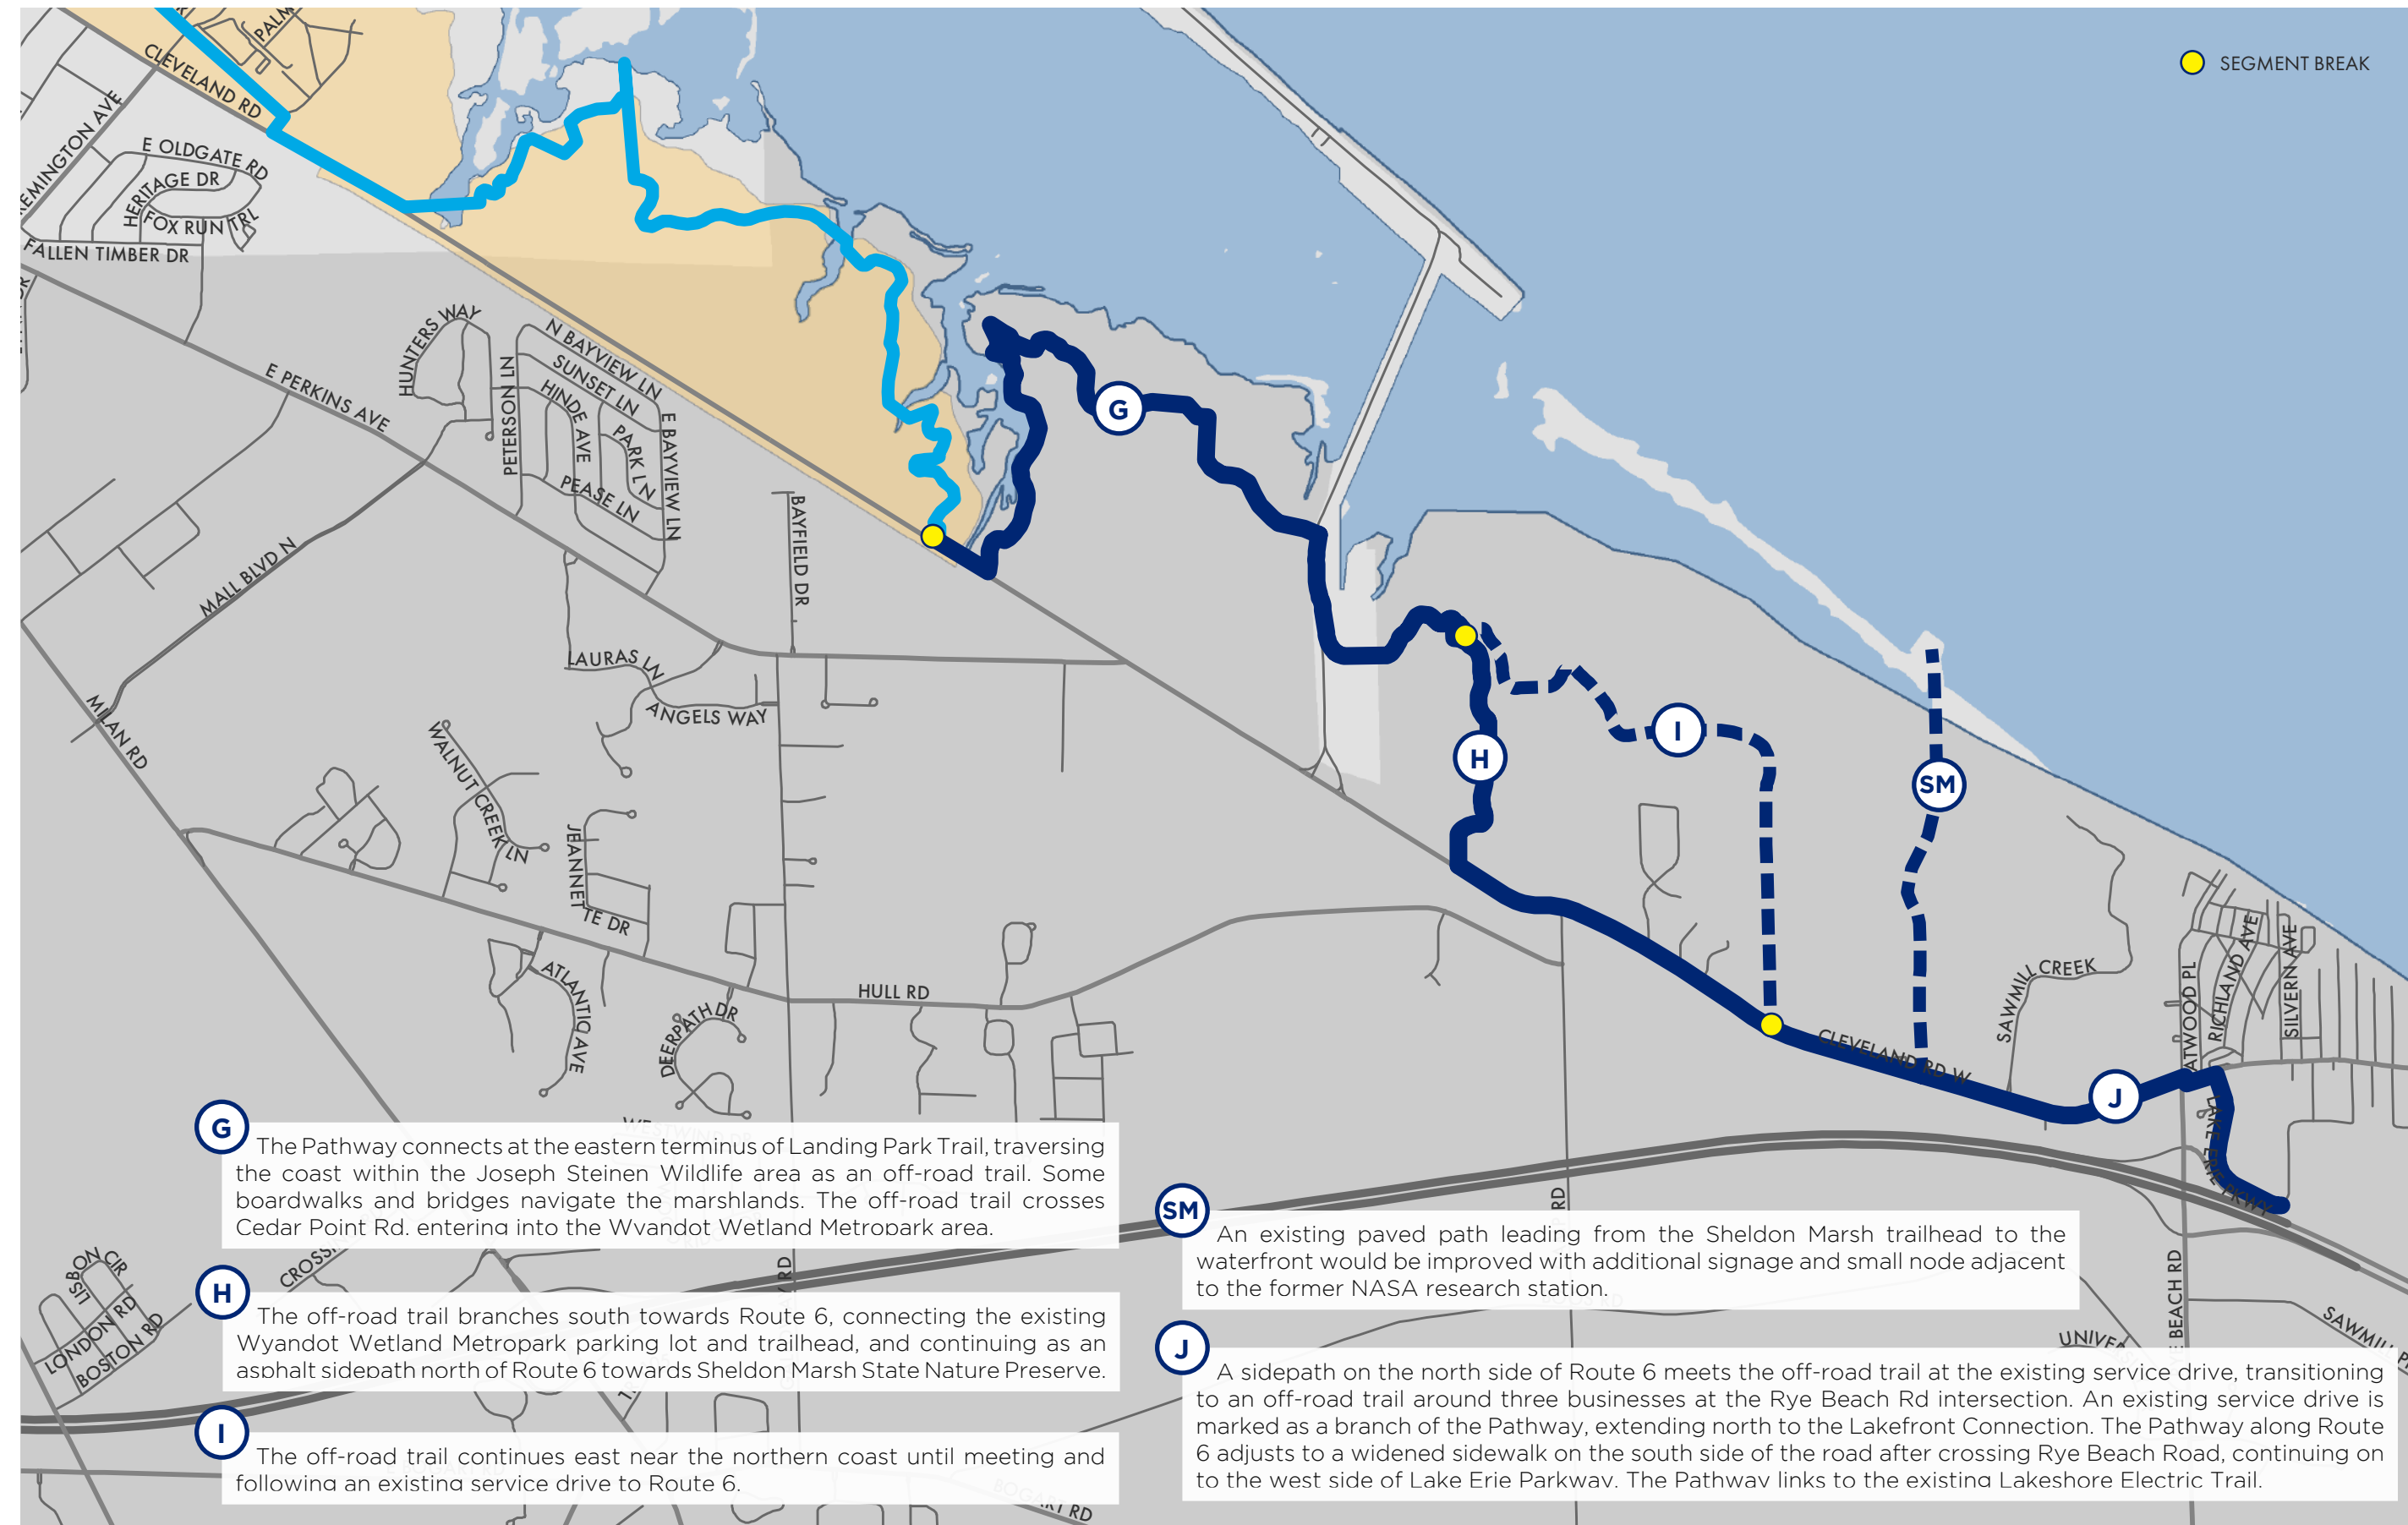 SEGMENT BREAK
CLEVELAND RD
E OLDGATE RD
HERITAGE DR
FOX RUN TRL
FALLEN TIMBER DR
E PERKINS AVE
HUNTERS WAY
PETERSON LN
N BAYVIEW LN
SUNSET LN
HINDE AVE
PARK LN
E BAYVIEW LN
PEASE LN
BAYFIELD DR
MALL BLVD N
LAURAS LN
ANGELS WAY
MILAN RD
WALNUT CREEK LN
JEANNETTE DR
ATLANTIC AVE
DEERPATH DR
HULL RD
G
H
I
SM
J
CLEVELAND RD W
SAWMILL CREEK
ATWOOD PL
RICHLAND AVE
SILVERN AVE
LAKE ERIE PKWY
G
The Pathway connects at the eastern terminus of Landing Park Trail, traversing
the coast within the Joseph Steinen Wildlife area as an off-road trail. Some
boardwalks and bridges navigate the marshlands. The off-road trail crosses
Cedar Point Rd. entering into the Wyandot Wetland Metropark area.
H
The off-road trail branches south towards Route 6, connecting the existing
Wyandot Wetland Metropark parking lot and trailhead, and continuing as an
asphalt sidepath north of Route 6 towards Sheldon Marsh State Nature Preserve.
I
The off-road trail continues east near the northern coast until meeting and
following an existing service drive to Route 6.
SM
An existing paved path leading from the Sheldon Marsh trailhead to the
waterfront would be improved with additional signage and small node adjacent
to the former NASA research station.
J
A sidepath on the north side of Route 6 meets the off-road trail at the existing service drive, transitioning
to an off-road trail around three businesses at the Rye Beach Rd intersection. An existing service drive is
marked as a branch of the Pathway, extending north to the Lakefront Connection. The Pathway along Route
6 adjusts to a widened sidewalk on the south side of the road after crossing Rye Beach Road, continuing on
to the west side of Lake Erie Parkway. The Pathway links to the existing Lakeshore Electric Trail.
LISBON CIR
LONDON RD
BOSTON RD
BEACH RD
BOGART RD